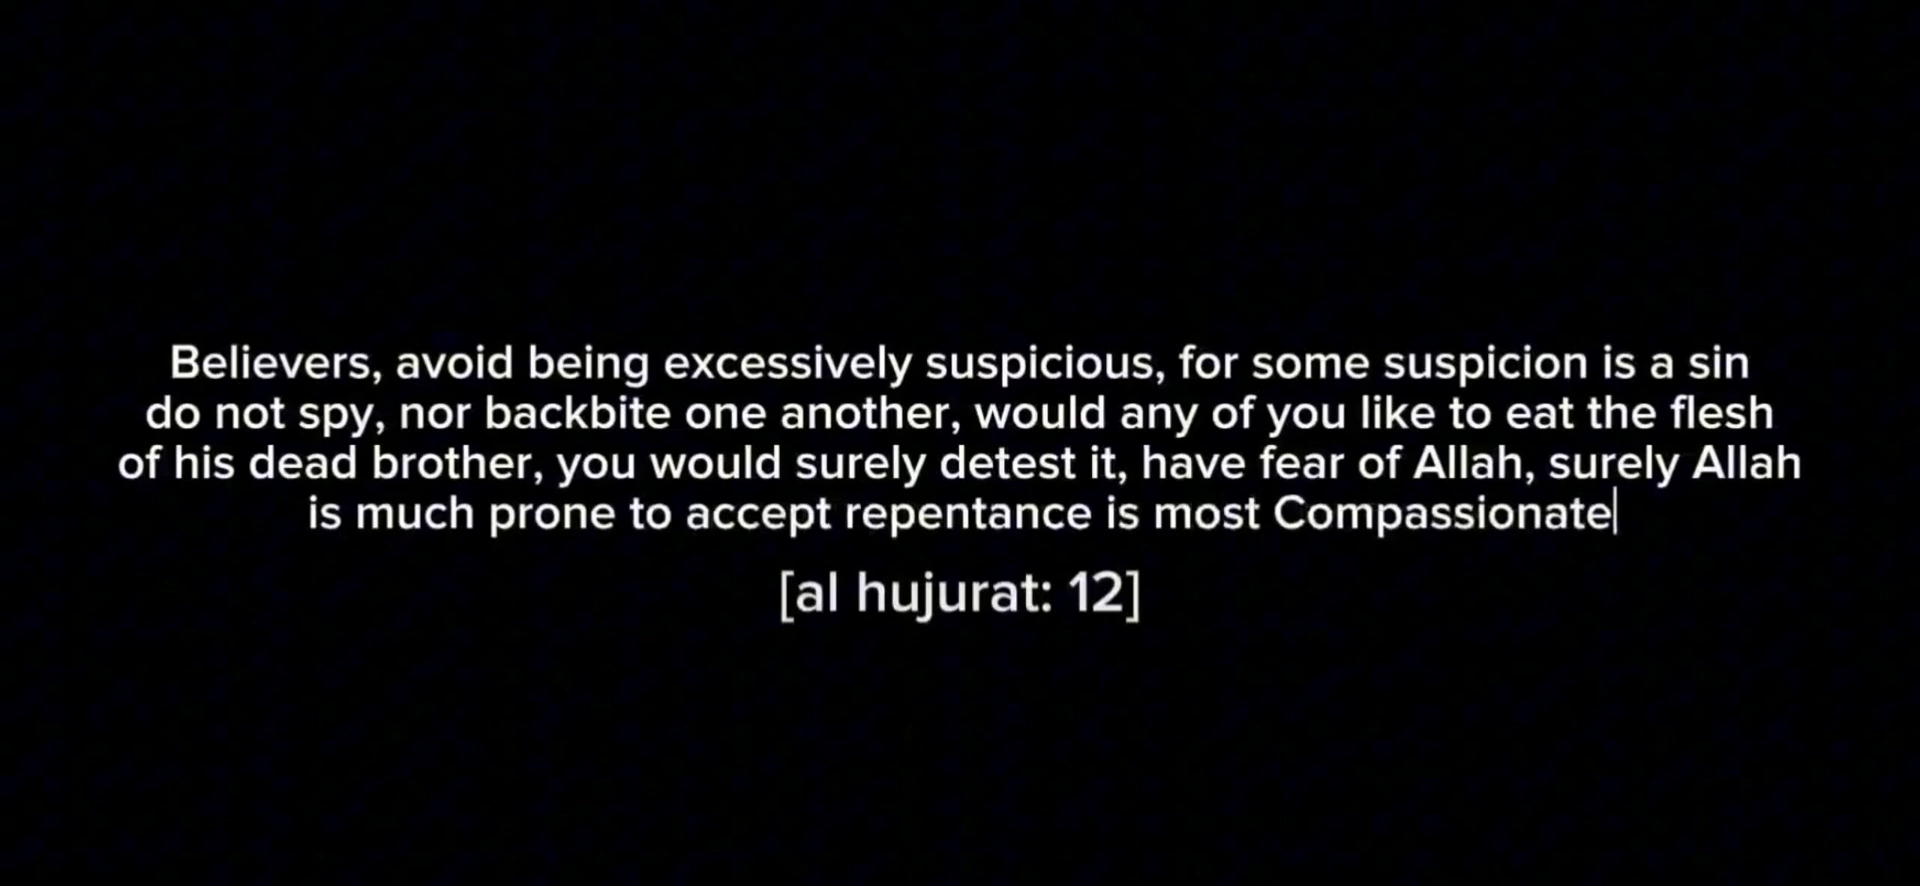 Believers, avoid being excessively suspicious, for some suspicion is a sin
do not spy, nor backbite one another, would any of you like to eat the flesh
of his dead brother, you would surely detest it, have fear of Allah, surely Allah
is much prone to accept repentance is most Compassionate
[al hujurat: 12]